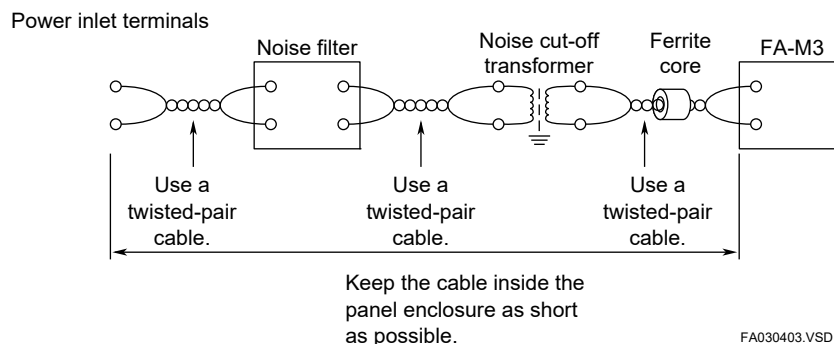 Power inlet terminals
Noise filter
Noise cut-off
transformer
Ferrite
core
FA-M3
Use a
twisted-pair
cable.
Use a
twisted-pair
cable.
Use a
twisted-pair
cable.
Keep the cable inside the
panel enclosure as short
as possible.
FA030403.VSD